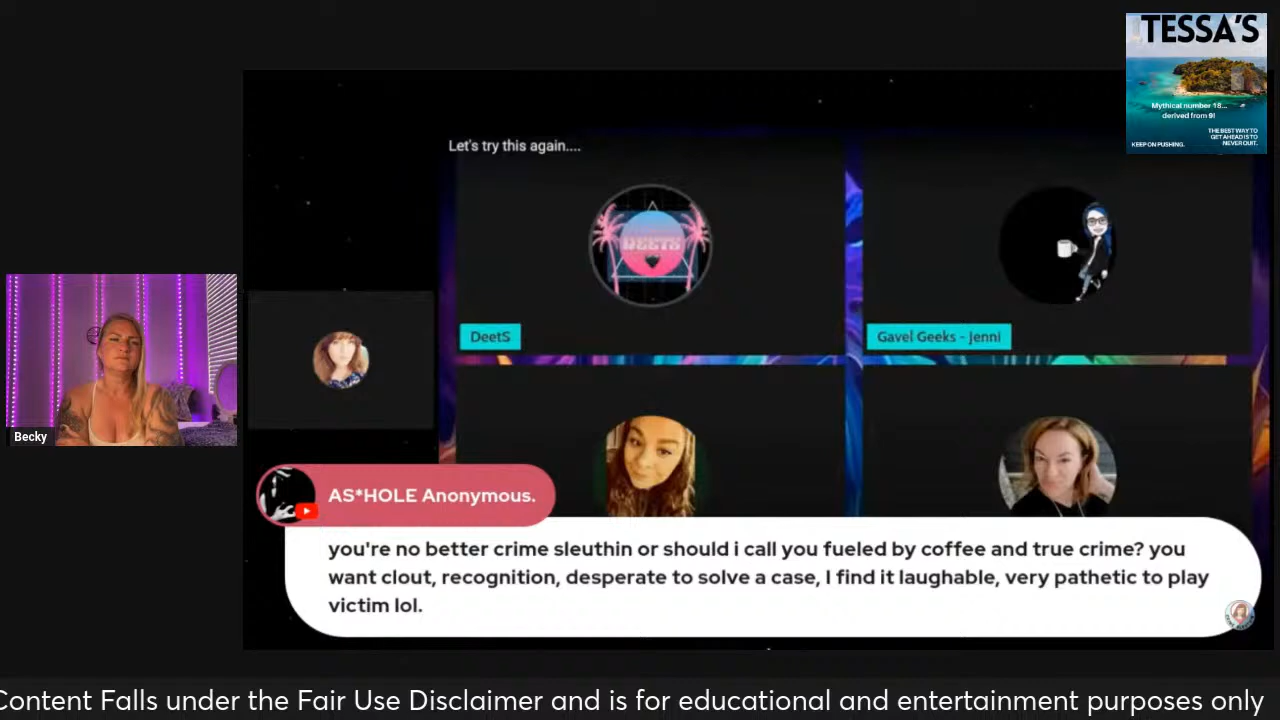 TESSA'S
Mythical number 18...
derived from 9!
THE BEST WAY TO
GET AHEAD IS TO
NEVER QUIT.
KEEP ON PUSHING.
Let's try this again....
DEETS
DeetS
Gavel Geeks - Jenni
Becky
AS*HOLE Anonymous.
you're no better crime sleuthin or should i call you fueled by coffee and true crime? you
want clout, recognition, desperate to solve a case, I find it laughable, very pathetic to play
victim lol.
Content Falls under the Fair Use Disclaimer and is for educational and entertainment purposes only